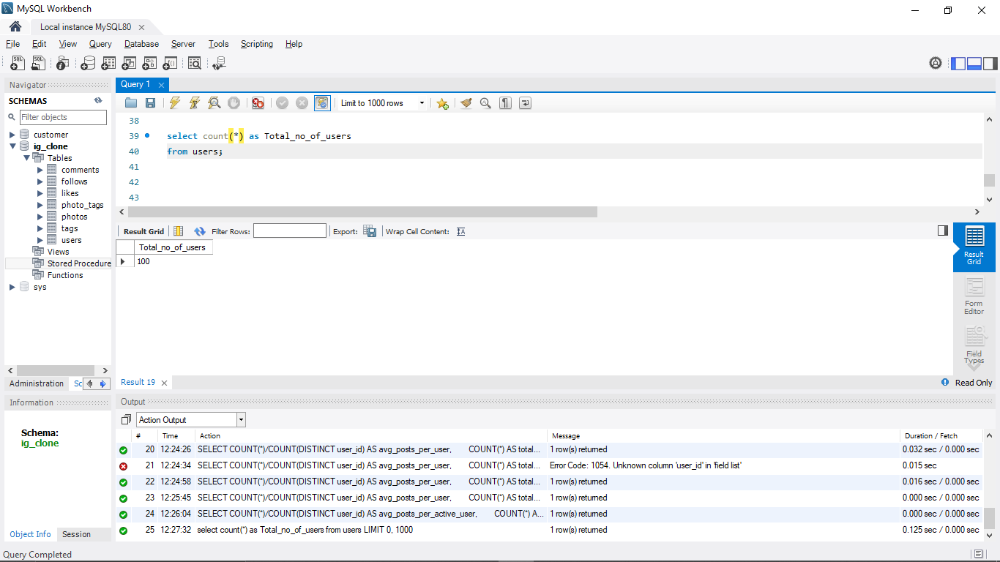 MySQL Workbench
Local instance MySQL80
File Edit View Query Database Server Tools Scripting Help
Navigator
SCHEMAS
Filter objects
customer
ig_clone
Tables
comments
follows
likes
photo_tags
photos
tags
users
Views
Stored Procedure
Functions
sys
Administration Sc
Information
Schema:
ig_clone
Object Info Session
Query 1
Limit to 1000 rows
38
39 select count(*) as Total_no_of_users
40 from users;
41
42
43
Result Grid Filter Rows: Export: Wrap Cell Content:
Total_no_of_users
100
Result Grid
Form Editor
Field Types
Result 19
Read Only
Output
Action Output
# Time Action Message Duration / Fetch
20 12:24:26 SELECT COUNT(*)/COUNT(DISTINCT user_id) AS avg_posts_per_user, COUNT(*) AS total... 1 row(s) returned 0.032 sec / 0.000 sec
21 12:24:34 SELECT COUNT(*)/COUNT(DISTINCT user_id) AS avg_posts_per_user, COUNT(*) AS total... Error Code: 1054. Unknown column 'user_id' in 'field list' 0.015 sec
22 12:24:58 SELECT COUNT(*)/COUNT(DISTINCT user_id) AS avg_posts_per_user, COUNT(*) AS total... 1 row(s) returned 0.016 sec / 0.000 sec
23 12:25:45 SELECT COUNT(*)/COUNT(DISTINCT user_id) AS avg_posts_per_user, COUNT(*) AS total... 1 row(s) returned 0.000 sec / 0.000 sec
24 12:26:04 SELECT COUNT(*)/COUNT(DISTINCT user_id) AS avg_posts_per_active_user, COUNT(*) A... 1 row(s) returned 0.000 sec / 0.000 sec
25 12:27:32 select count(*) as Total_no_of_users from users LIMIT 0, 1000 1 row(s) returned 0.125 sec / 0.000 sec
Query Completed